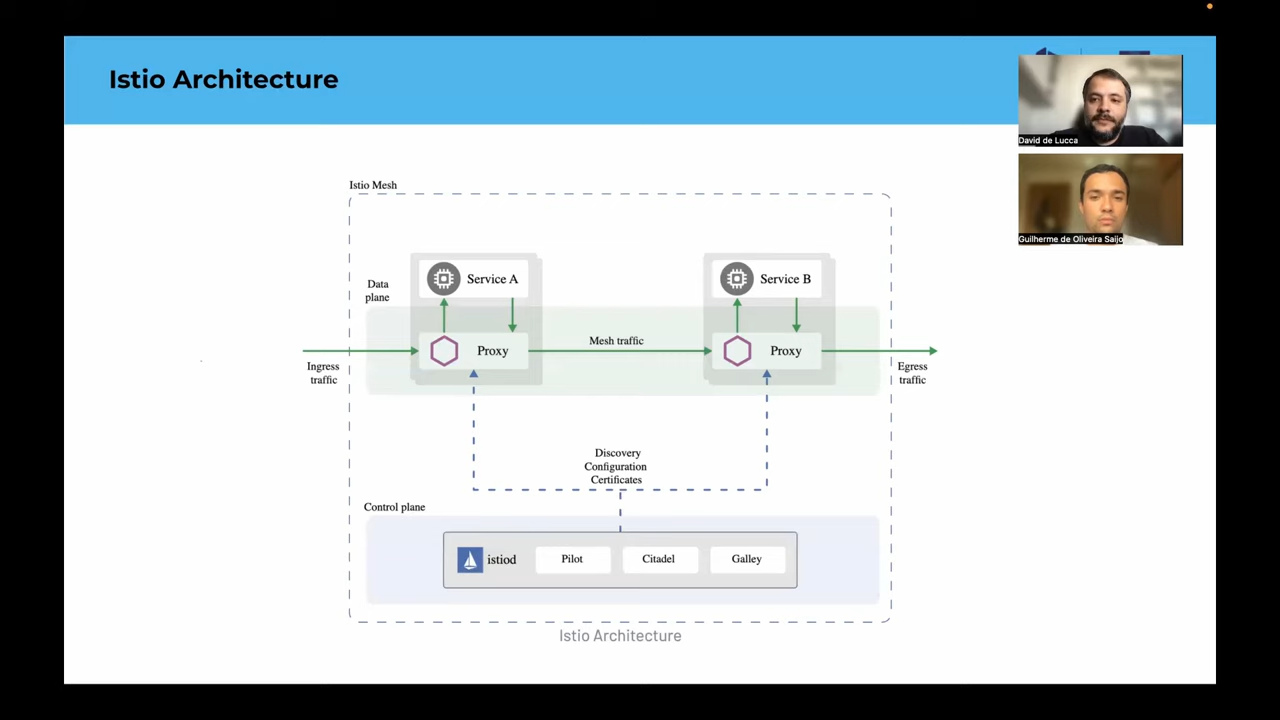 Istio Architecture
David de Lucca
Guilherme de Oliveira Saijo
Istio Mesh
Data
plane
Service A
Service B
Proxy
Mesh traffic
Proxy
Ingress
traffic
Egress
traffic
Discovery
Configuration
Certificates
Control plane
istiod
Pilot
Citadel
Galley
Istio Architecture